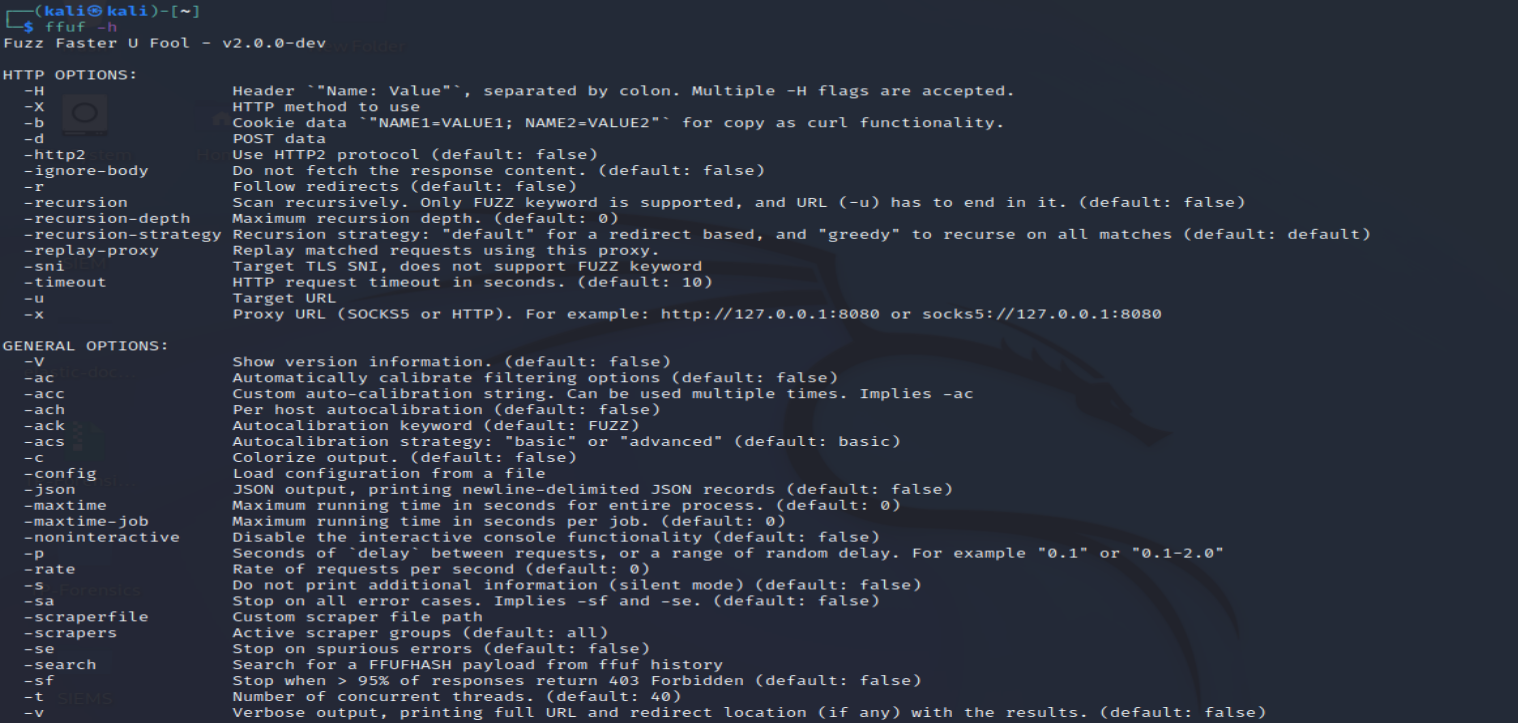 (kali㉿kali)-[~]
$ ffuf -h
Fuzz Faster U Fool - v2.0.0-dev
HTTP OPTIONS:
-H Header `"Name: Value"`, separated by colon. Multiple -H flags are accepted.
-X HTTP method to use
-b Cookie data `"NAME1=VALUE1; NAME2=VALUE2"` for copy as curl functionality.
-d POST data
-http2 Use HTTP2 protocol (default: false)
-ignore-body Do not fetch the response content. (default: false)
-r Follow redirects (default: false)
-recursion Scan recursively. Only FUZZ keyword is supported, and URL (-u) has to end in it. (default: false)
-recursion-depth Maximum recursion depth. (default: 0)
-recursion-strategy Recursion strategy: "default" for a redirect based, and "greedy" to recurse on all matches (default: default)
-replay-proxy Replay matched requests using this proxy.
-sni Target TLS SNI, does not support FUZZ keyword
-timeout HTTP request timeout in seconds. (default: 10)
-u Target URL
-x Proxy URL (SOCKS5 or HTTP). For example: http://127.0.0.1:8080 or socks5://127.0.0.1:8080
GENERAL OPTIONS:
-V Show version information. (default: false)
-ac Automatically calibrate filtering options (default: false)
-acc Custom auto-calibration string. Can be used multiple times. Implies -ac
-ach Per host autocalibration (default: false)
-ack Autocalibration keyword (default: FUZZ)
-acs Autocalibration strategy: "basic" or "advanced" (default: basic)
-c Colorize output. (default: false)
-config Load configuration from a file
-json JSON output, printing newline-delimited JSON records (default: false)
-maxtime Maximum running time in seconds for entire process. (default: 0)
-maxtime-job Maximum running time in seconds per job. (default: 0)
-noninteractive Disable the interactive console functionality (default: false)
-p Seconds of `delay` between requests, or a range of random delay. For example "0.1" or "0.1-2.0"
-rate Rate of requests per second (default: 0)
-s Do not print additional information (silent mode) (default: false)
-sa Stop on all error cases. Implies -sf and -se. (default: false)
-scraperfile Custom scraper file path
-scrapers Active scraper groups (default: all)
-se Stop on spurious errors (default: false)
-search Search for a FFUFHASH payload from ffuf history
-sf Stop when > 95% of responses return 403 Forbidden (default: false)
-t Number of concurrent threads. (default: 40)
-v Verbose output, printing full URL and redirect location (if any) with the results. (default: false)